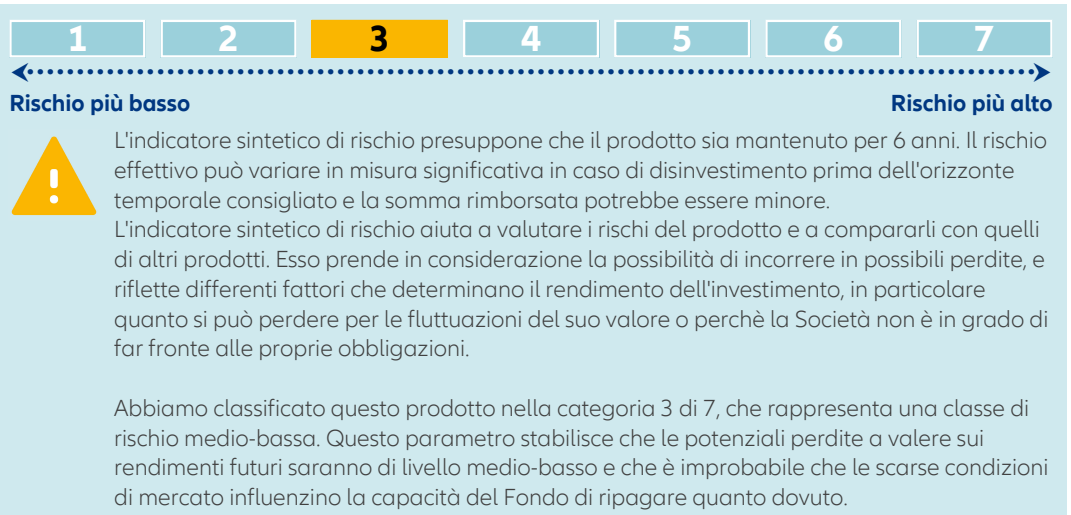 1 2 3 4 5 6 7
Rischio più basso Rischio più alto
L'indicatore sintetico di rischio presuppone che il prodotto sia mantenuto per 6 anni. Il rischio
effettivo può variare in misura significativa in caso di disinvestimento prima dell'orizzonte
temporale consigliato e la somma rimborsata potrebbe essere minore.
L'indicatore sintetico di rischio aiuta a valutare i rischi del prodotto e a compararli con quelli
di altri prodotti. Esso prende in considerazione la possibilità di incorrere in possibili perdite, e
riflette differenti fattori che determinano il rendimento dell'investimento, in particolare
quanto si può perdere per le fluttuazioni del suo valore o perchè la Società non è in grado di
far fronte alle proprie obbligazioni.
Abbiamo classificato questo prodotto nella categoria 3 di 7, che rappresenta una classe di
rischio medio-bassa. Questo parametro stabilisce che le potenziali perdite a valere sui
rendimenti futuri saranno di livello medio-basso e che è improbabile che le scarse condizioni
di mercato influenzino la capacità del Fondo di ripagare quanto dovuto.